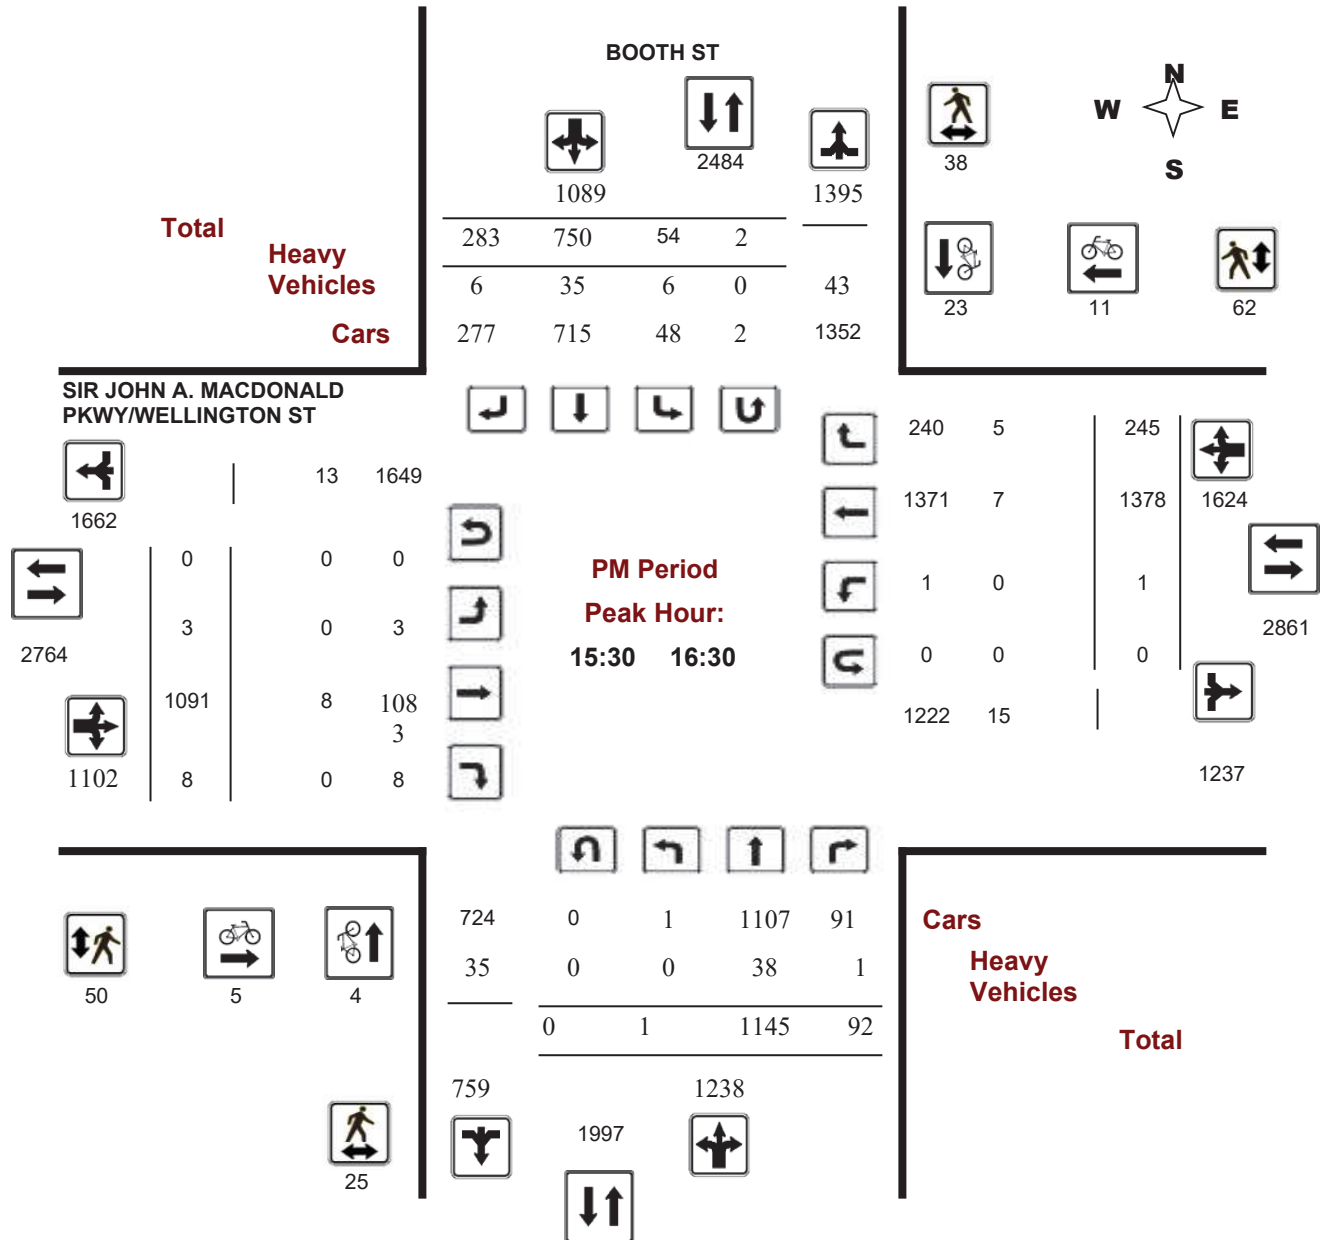 BOOTH ST
N
W E
S
2484
38
1089 1395
Total 283 750 54 2
Heavy
Vehicles 6 35 6 0 43
Cars 277 715 48 2 1352
23 11 62
SIR JOHN A. MACDONALD
PKWY/WELLINGTON ST
240 5 245
13 1649
1371 7 1378 1624
1662
0 0 0
PM Period
1 0 1
Peak Hour:
3 0 3
2861
2764
15:30 16:30
0 0 0
1091 8 108
3
1222 15
1102 8 0 8
1237
724 0 1 1107 91 Cars
35 0 0 38 1 Heavy
Vehicles
50 5 4
0 1 1145 92
Total
759 1238
1997
25